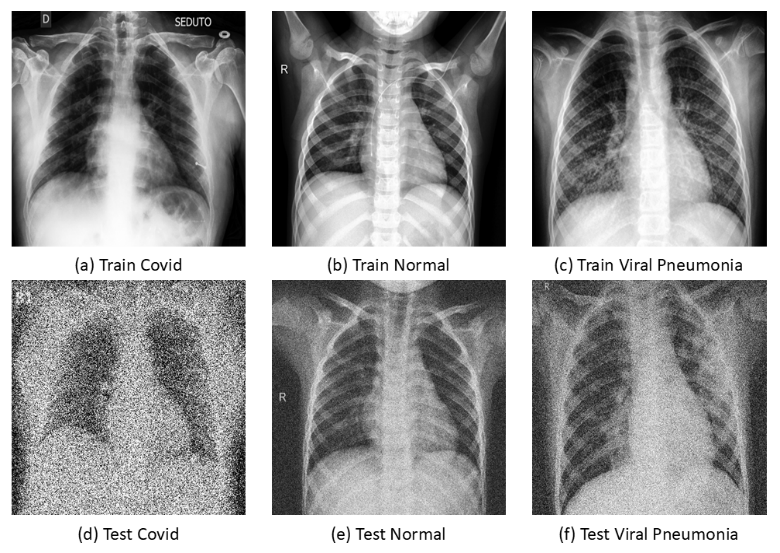 D
SEDUTO
R
(a) Train Covid
(b) Train Normal
(c) Train Viral Pneumonia
R
R
(d) Test Covid
(e) Test Normal
(f) Test Viral Pneumonia